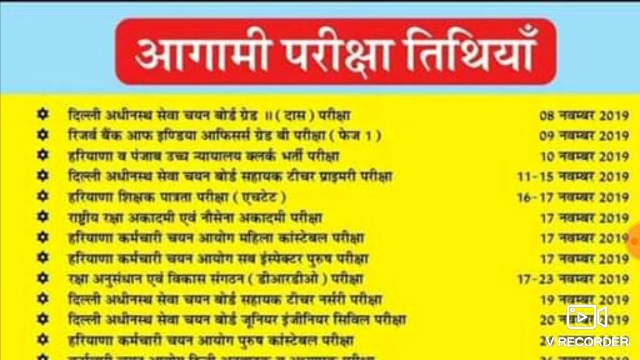 आगामी परीक्षा तिथियाँ
✡ दिल्ली अधीनस्थ सेवा चयन बोर्ड ग्रेड ॥ ( दास ) परीक्षा 08 नवम्बर 2019
✡ रिजर्व बैंक आफ इण्डिया आफिसर्स ग्रेड बी परीक्षा ( फेज 1 ) 09 नवम्बर 2019
✡ हरियाणा व पंजाब उच्च न्यायालय क्लर्क भर्ती परीक्षा 10 नवम्बर 2019
✡ दिल्ली अधीनस्थ सेवा चयन बोर्ड सहायक टीचर प्राइमरी परीक्षा 11-15 नवम्बर 2019
✡ हरियाणा शिक्षक पात्रता परीक्षा ( एचटेट ) 16-17 नवम्बर 2019
✡ राष्ट्रीय रक्षा अकादमी एवं नौसेना अकादमी परीक्षा 17 नवम्बर 2019
✡ हरियाणा कर्मचारी चयन आयोग महिला कांस्टेबल परीक्षा 17 नवम्बर 2019
✡ हरियाणा कर्मचारी चयन आयोग सब इंस्पेक्टर पुरुष परीक्षा 17 नवम्बर 2019
✡ रक्षा अनुसंधान एवं विकास संगठन ( डीआरडीओ ) परीक्षा 17-23 नवम्बर 2019
✡ दिल्ली अधीनस्थ सेवा चयन बोर्ड सहायक टीचर नर्सरी परीक्षा 19 नवम्बर 2019
✡ दिल्ली अधीनस्थ सेवा चयन बोर्ड जूनियर इंजीनियर सिविल परीक्षा 20 2019
✡ हरियाणा कर्मचारी चयन आयोग पुरुष कांस्टेबल परीक्षा
V RECORDER